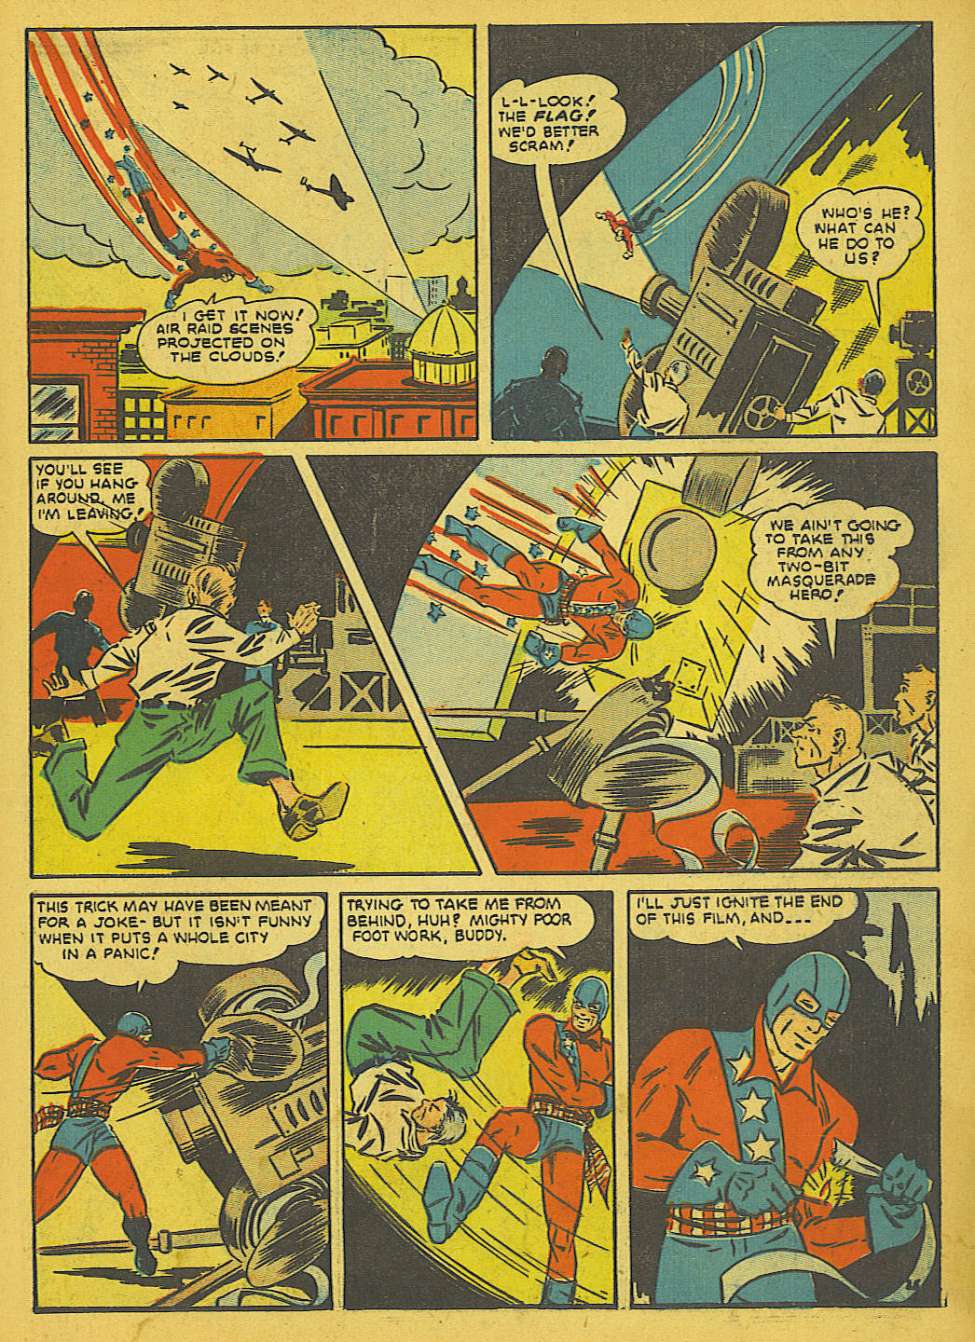 I GET IT NOW!
AIR RAID SCENES
PROJECTED ON
THE CLOUDS!
L-L-LOOK!
THE FLAG!
WE'D BETTER
SCRAM!
WHO'S HE?
WHAT CAN
HE DO TO
US?
YOU'LL SEE
IF YOU HANG
AROUND, ME
I'M LEAVING!
WE AIN'T GOING
TO TAKE THIS
FROM ANY
TWO-BIT
MASQUERADE
HERO!
THIS TRICK MAY HAVE BEEN MEANT
FOR A JOKE- BUT IT ISN'T FUNNY
WHEN IT PUTS A WHOLE CITY
IN A PANIC!
TRYING TO TAKE ME FROM
BEHIND, HUH? MIGHTY POOR
FOOT WORK, BUDDY.
I'LL JUST IGNITE THE END
OF THIS FILM, AND---